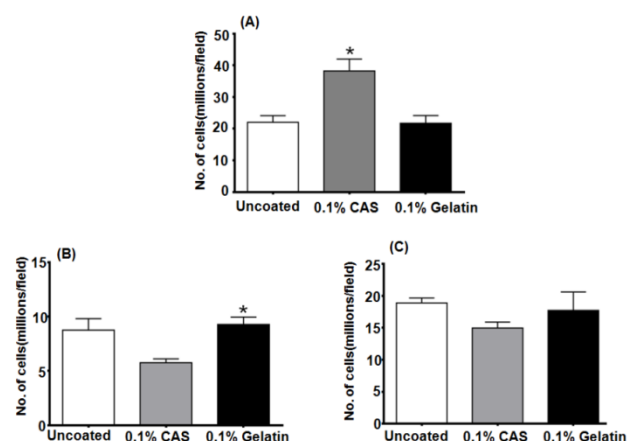 (A)
No. of cells(millions/field)
50
40
30
20
10
0
*
Uncoated 0.1% CAS 0.1% Gelatin
(B)
No. of cells(millions/field)
15
10
5
0
*
Uncoated 0.1% CAS 0.1% Gelatin
(C)
No. of cells(millions/field)
25
20
15
10
5
0
Uncoated 0.1% CAS 0.1% Gelatin